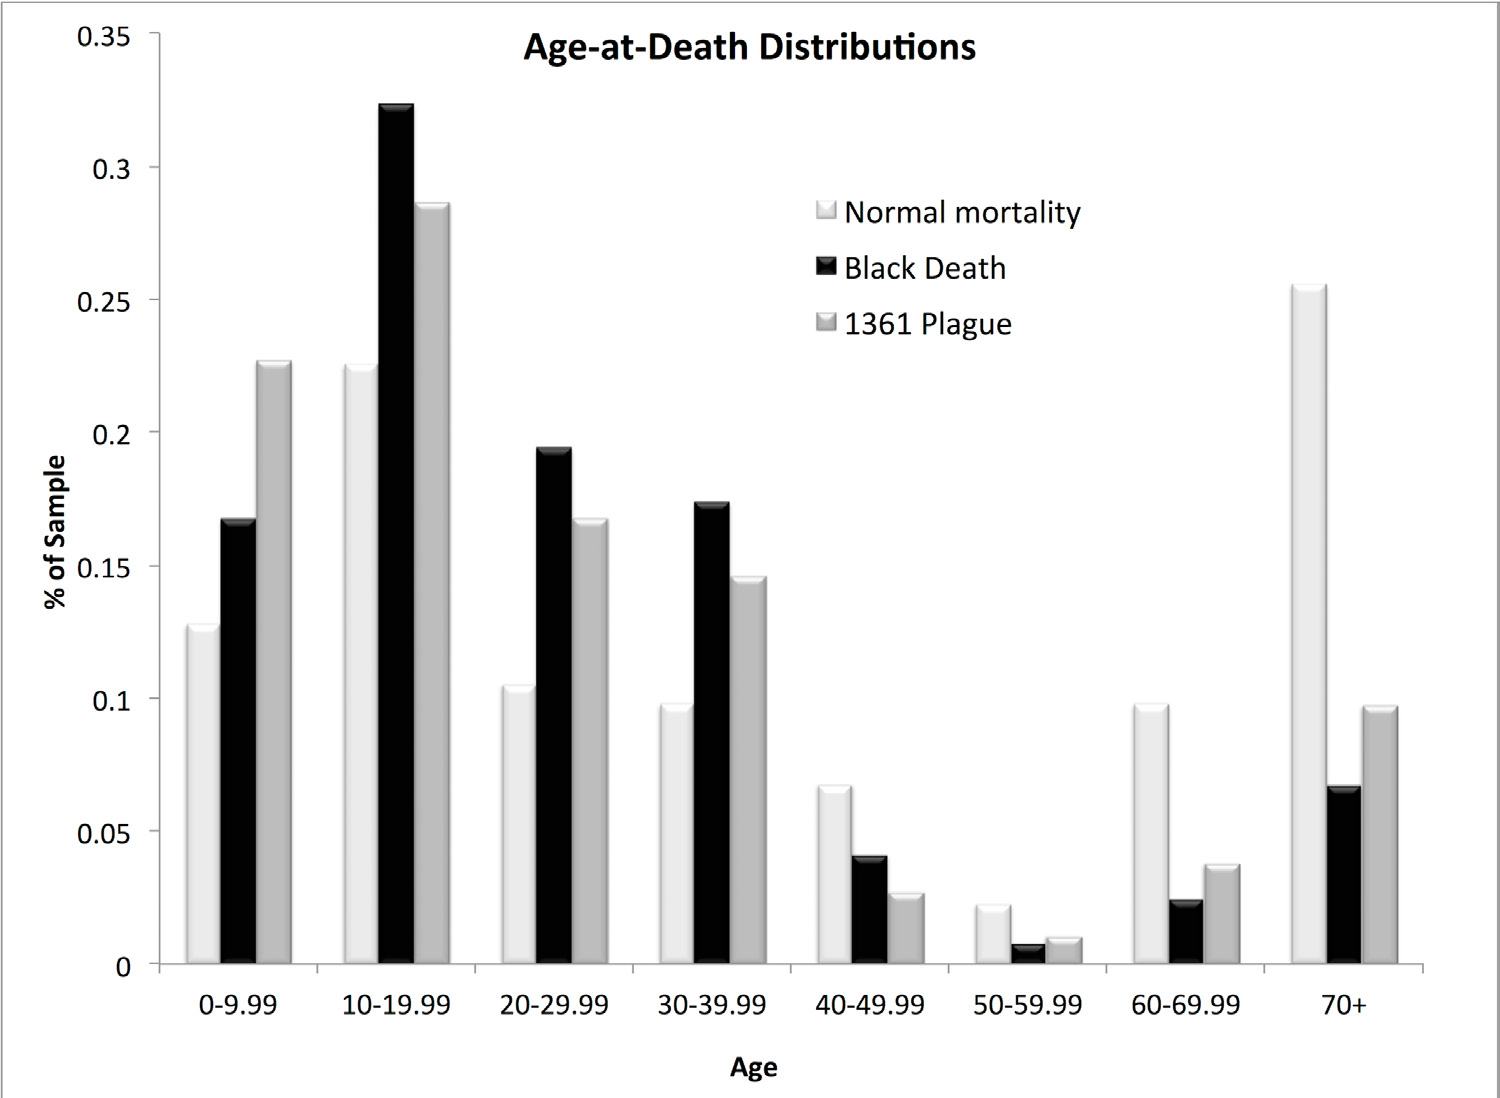 Age-at-Death Distributions
0.35
0.3
0.25
0.2
0.15
0.1
0.05
0
% of Sample
Normal mortality
Black Death
1361 Plague
0-9.99 10-19.99 20-29.99 30-39.99 40-49.99 50-59.99 60-69.99 70+
Age